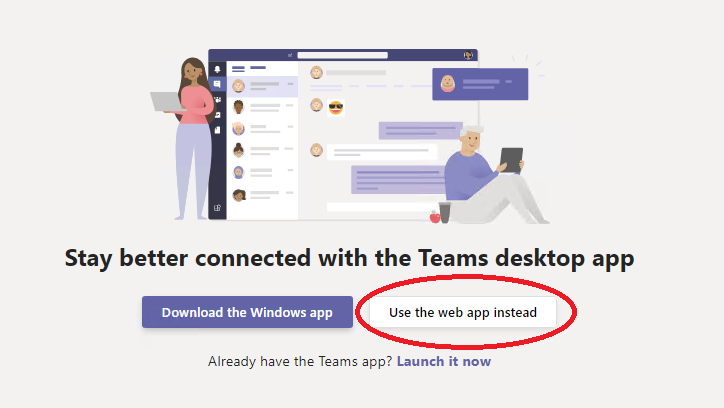 Stay better connected with the Teams desktop app
Download the Windows app
Use the web app instead
Already have the Teams app? Launch it now